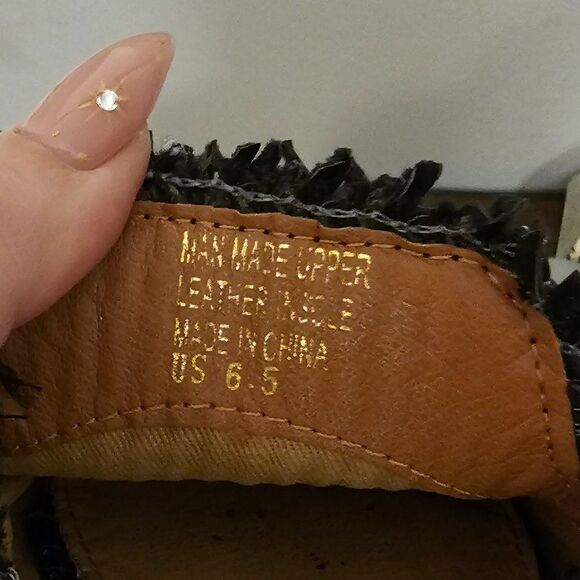 MAN MADE UPPER
LEATHER INSOLE
MADE IN CHINA
US 6.5